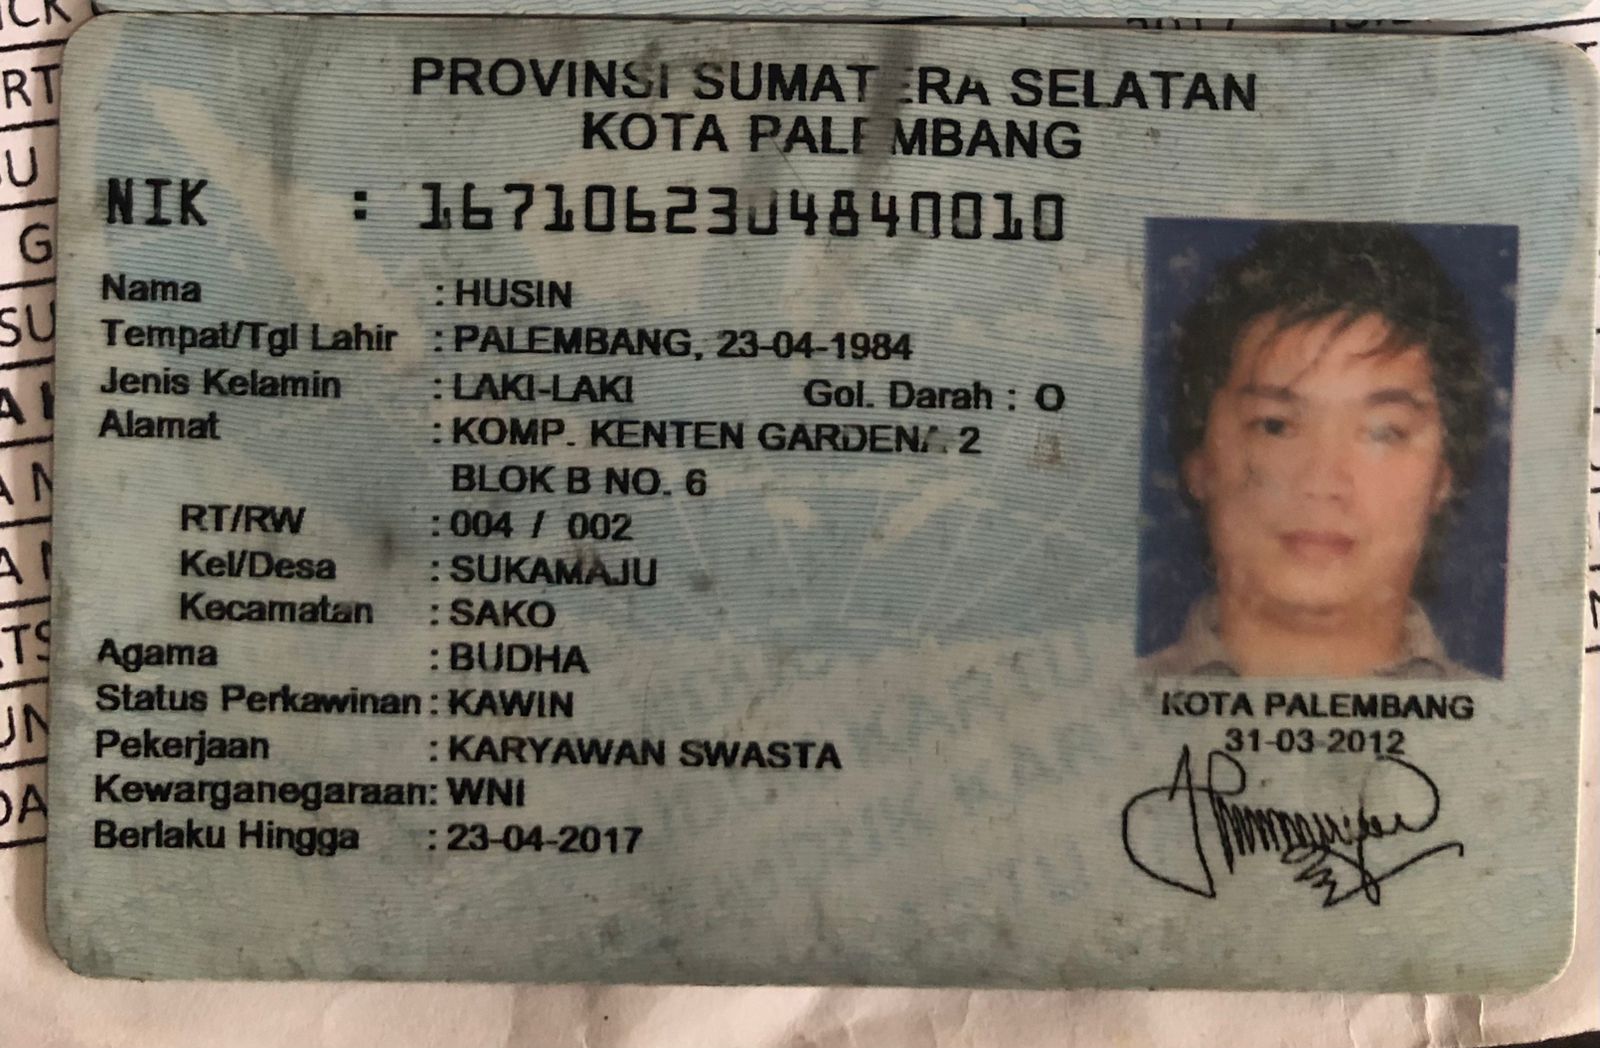 PROVINSI SUMATERA SELATAN
KOTA PALEMBANG
NIK : 1671062304840010
Nama : HUSIN
Tempat/Tgl Lahir : PALEMBANG, 23-04-1984
Jenis Kelamin : LAKI-LAKI Gol. Darah : O
Alamat : KOMP. KENTEN GARDENA 2
BLOK B NO. 6
RT/RW : 004 / 002
Kel/Desa : SUKAMAJU
Kecamatan : SAKO
Agama : BUDHA
Status Perkawinan : KAWIN
Pekerjaan : KARYAWAN SWASTA
Kewarganegaraan: WNI
Berlaku Hingga : 23-04-2017
KOTA PALEMBANG
31-03-2012